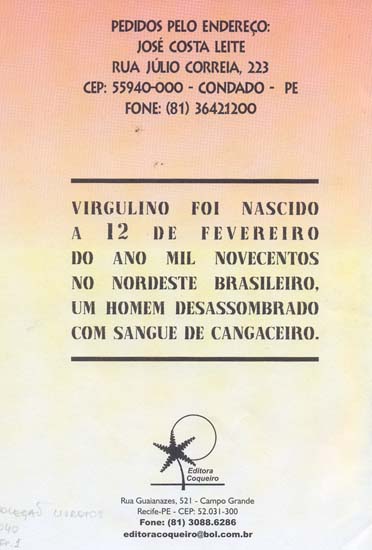 PEDIDOS PELO ENDEREÇO:
JOSÉ COSTA LEITE
RUA JÚLIO CORREIA, 223
CEP: 55940-000 - CONDADO - PE
FONE: (81) 36421200
VIRGULINO FOI NASCIDO
A 12 DE FEVEREIRO
DO ANO MIL NOVECENTOS
NO NORDESTE BRASILEIRO,
UM HOMEM DESASSOMBRADO
COM SANGUE DE CANGACEIRO.
Editora
Coqueiro
Rua Guaianazes, 521 - Campo Grande
Recife-PE - CEP: 52.031-300
Fone: (81) 3088.6286
editoracoqueiro@bol.com.br